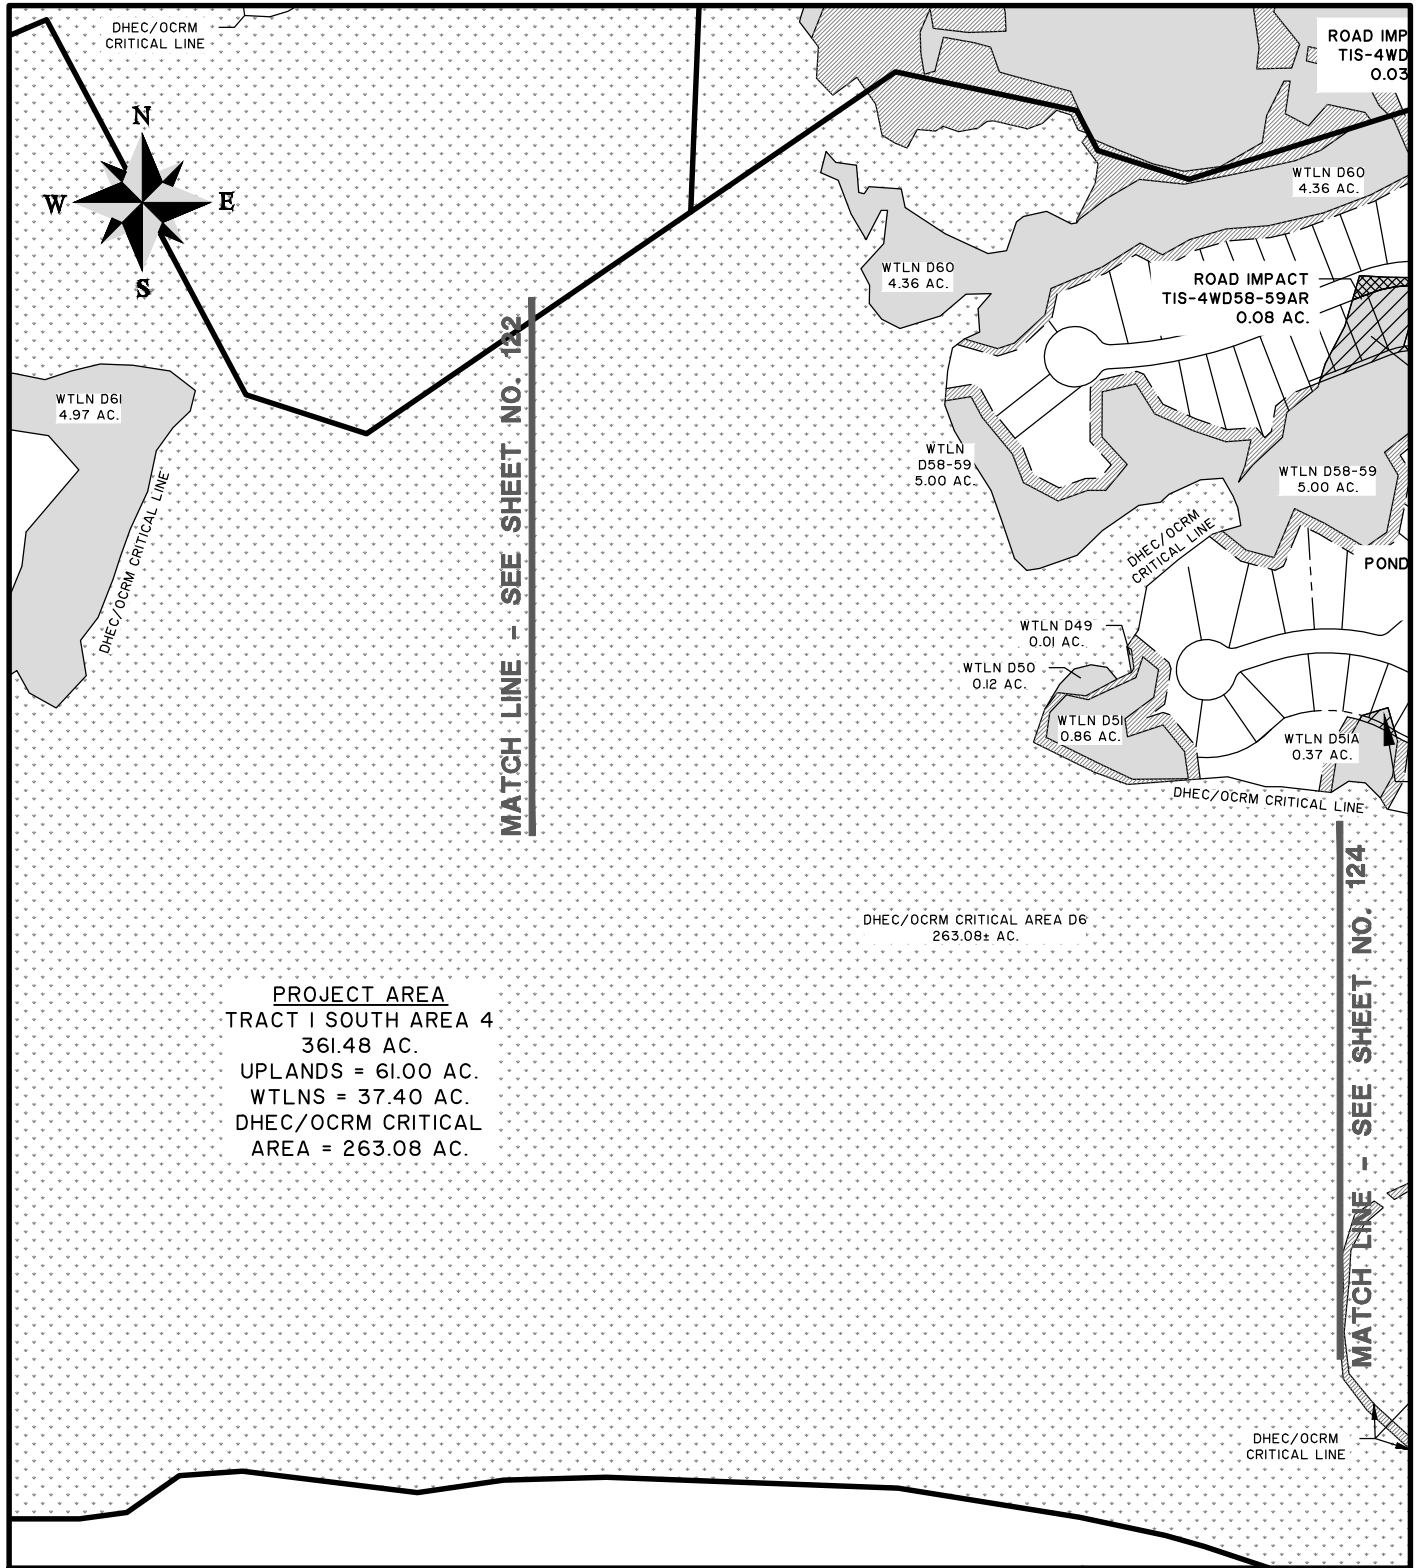 DHEC/OCRM
CRITICAL LINE
ROAD IMP
TIS-4WD
0.03
N
W
E
S
WTLN D60
4.36 AC.
WTLN D60
4.36 AC.
ROAD IMPACT
TIS-4WD58-59AR
0.08 AC.
MATCH LINE - SEE SHEET NO. 122
WTLN D61
4.97 AC.
DHEC/OCRM CRITICAL LINE
WTLN
D58-59
5.00 AC.
WTLN D58-59
5.00 AC.
DHEC/OCRM
CRITICAL LINE
POND
WTLN D49
0.01 AC.
WTLN D50
0.12 AC.
WTLN D51
0.86 AC.
WTLN D51A
0.37 AC.
DHEC/OCRM CRITICAL LINE
MATCH LINE - SEE SHEET NO. 124
DHEC/OCRM CRITICAL AREA D6
263.08± AC.
PROJECT AREA
TRACT 1 SOUTH AREA 4
361.48 AC.
UPLANDS = 61.00 AC.
WTLNS = 37.40 AC.
DHEC/OCRM CRITICAL
AREA = 263.08 AC.
DHEC/OCRM
CRITICAL LINE